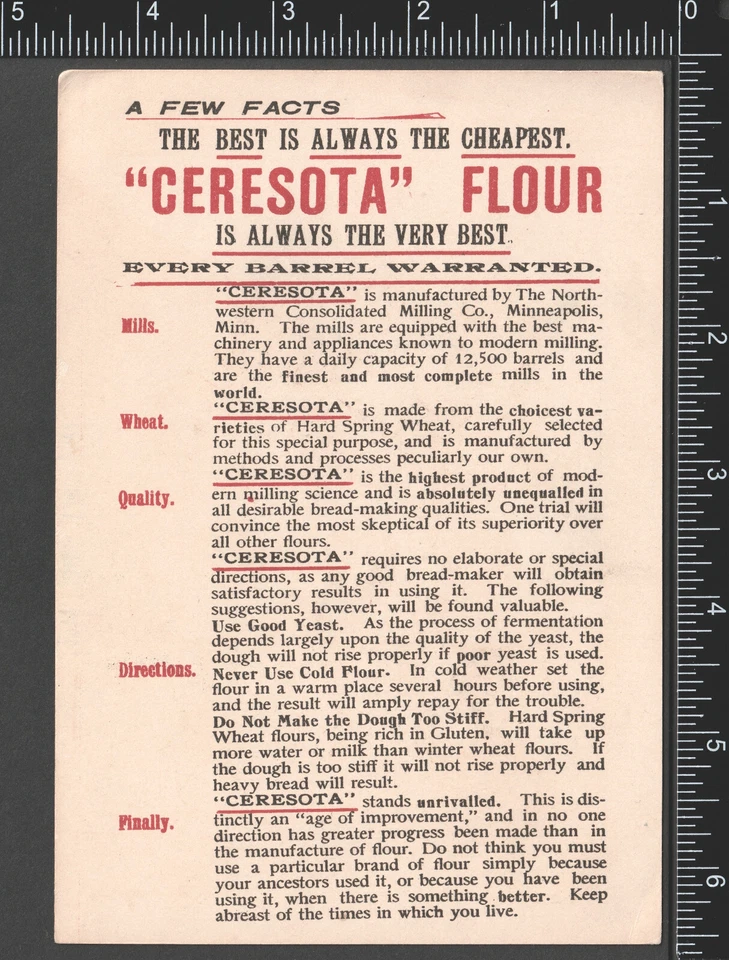 5 4 3 2 1 0
A FEW FACTS
THE BEST IS ALWAYS THE CHEAPEST.
"CERESOTA" FLOUR
IS ALWAYS THE VERY BEST.
EVERY BARREL WARRANTED.
Mills.
"CERESOTA" is manufactured by The North-
western Consolidated Milling Co., Minneapolis,
Minn. The mills are equipped with the best ma-
chinery and appliances known to modern milling.
They have a daily capacity of 12,500 barrels and
are the finest and most complete mills in the
world.
Wheat.
"CERESOTA" is made from the choicest va-
rieties of Hard Spring Wheat, carefully selected
for this special purpose, and is manufactured by
methods and processes peculiarly our own.
Quality.
"CERESOTA" is the highest product of mod-
ern milling science and is absolutely unequalled in
all desirable bread-making qualities. One trial will
convince the most skeptical of its superiority over
all other flours.
Directions.
"CERESOTA" requires no elaborate or special
directions, as any good bread-maker will obtain
satisfactory results in using it. The following
suggestions, however, will be found valuable.
Use Good Yeast. As the process of fermentation
depends largely upon the quality of the yeast, the
dough will not rise properly if poor yeast is used.
Never Use Cold Flour. In cold weather set the
flour in a warm place several hours before using,
and the result will amply repay for the trouble.
Do Not Make the Dough Too Stiff. Hard Spring
Wheat flours, being rich in Gluten, will take up
more water or milk than winter wheat flours. If
the dough is too stiff it will not rise properly and
heavy bread will result.
Finally.
"CERESOTA" stands unrivalled. This is dis-
tinctly an "age of improvement," and in no one
direction has greater progress been made than in
the manufacture of flour. Do not think you must
use a particular brand of flour simply because
your ancestors used it, or because you have been
using it, when there is something better. Keep
abreast of the times in which you live.
1
2
3
4
5
6